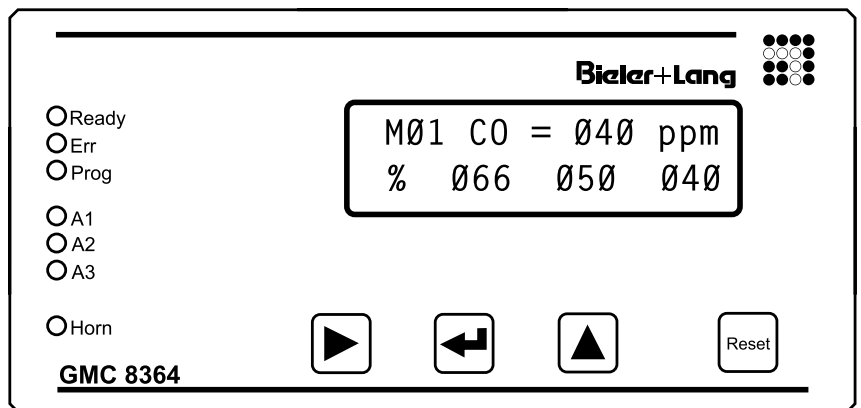 Bieler+Lang
Ready
Err
Prog
A1
A2
A3
Horn
MØ1 CO = Ø4Ø ppm
% Ø66 Ø5Ø Ø4Ø
Reset
GMC 8364